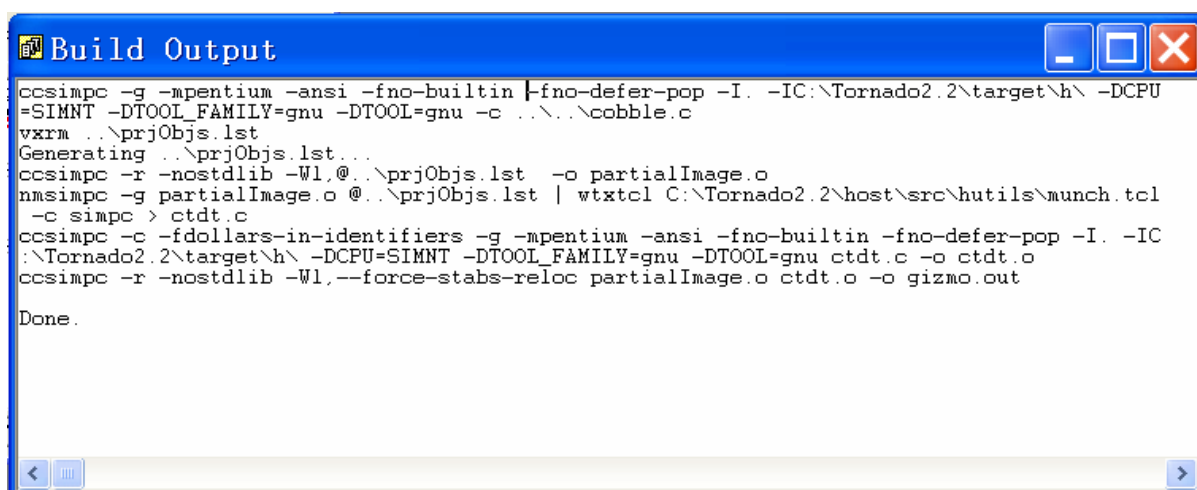 Build Output
ccsimpc -g -mpentium -ansi -fno-builtin -fno-defer-pop -I. -IC:\Tornado2.2\target\h\ -DCPU
=SIMNT -DTOOL_FAMILY=gnu -DTOOL=gnu -c ..\..\cobble.c
vxrm ..\prjObjs.lst
Generating ..\prjObjs.lst...
ccsimpc -r -nostdlib -Wl,@..\prjObjs.lst  -o partialImage.o
nmsimpc -g partialImage.o @..\prjObjs.lst | wtxtcl C:\Tornado2.2\host\src\hutils\munch.tcl
 -c simpc > ctdt.c
ccsimpc -c -fdollars-in-identifiers -g -mpentium -ansi -fno-builtin -fno-defer-pop -I. -IC
:\Tornado2.2\target\h\ -DCPU=SIMNT -DTOOL_FAMILY=gnu -DTOOL=gnu ctdt.c -o ctdt.o
ccsimpc -r -nostdlib -Wl,--force-stabs-reloc partialImage.o ctdt.o -o gizmo.out
Done.